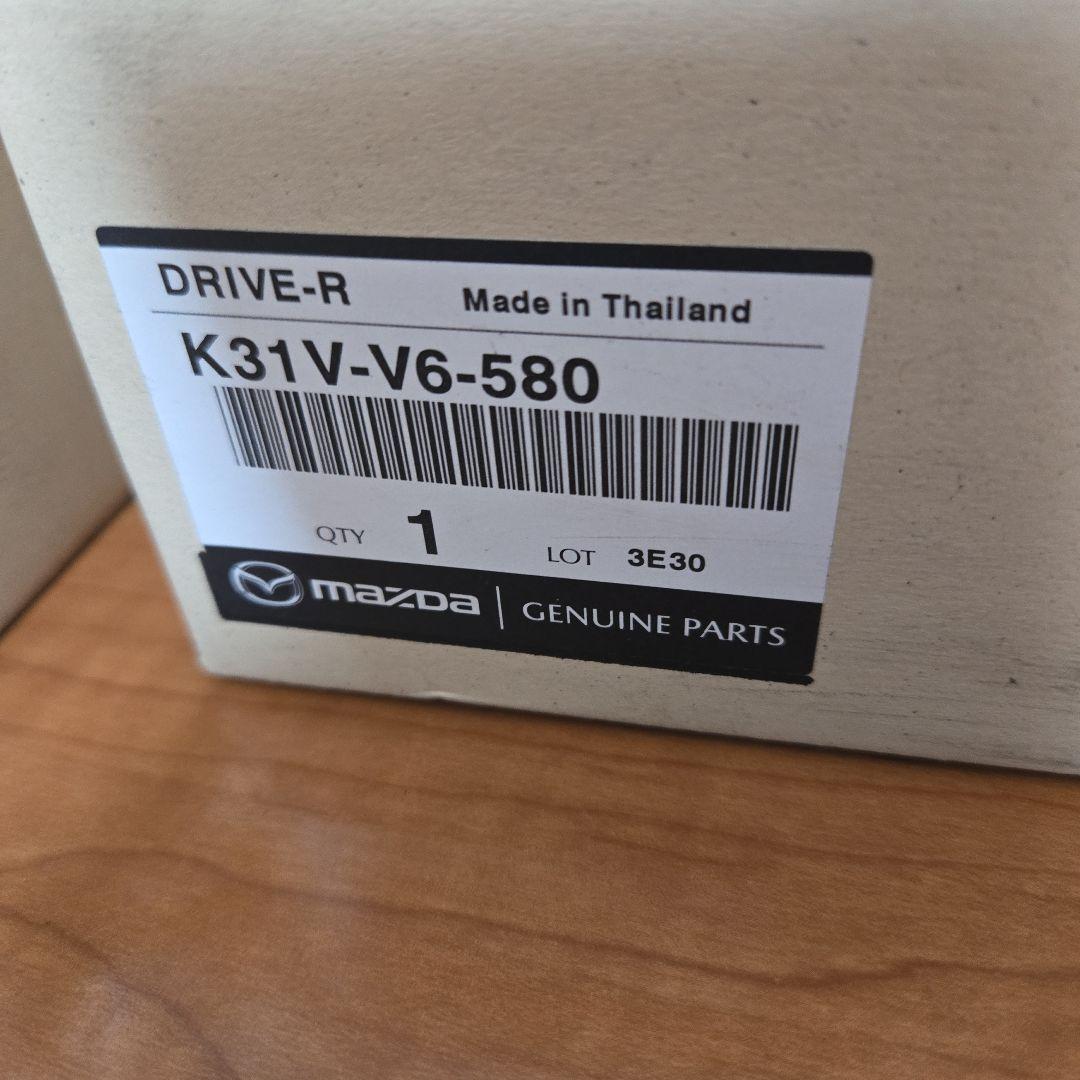 DRIVE-R Made in Thailand
K31V-V6-580
QTY 1 LOT 3E30
mazda GENUINE PARTS